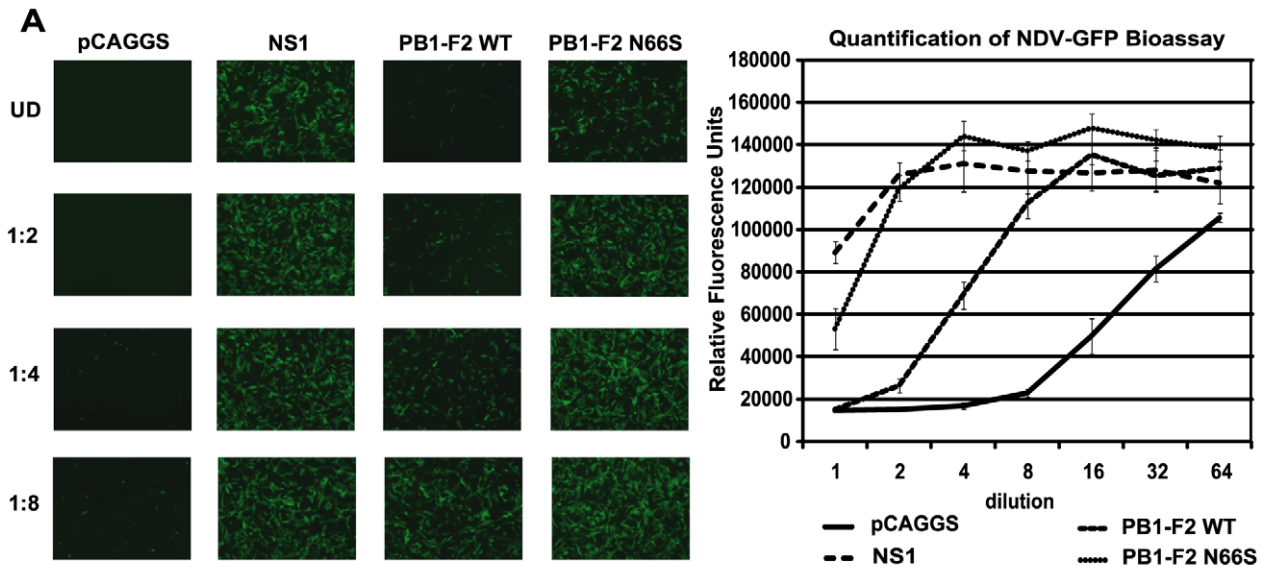 A
pCAGGS NS1 PB1-F2 WT PB1-F2 N66S
UD
1:2
1:4
1:8
Quantification of NDV-GFP Bioassay
Relative Fluorescence Units
180000
160000
140000
120000
100000
80000
60000
40000
20000
0
1 2 4 8 16 32 64
dilution
pCAGGS PB1-F2 WT
NS1 PB1-F2 N66S